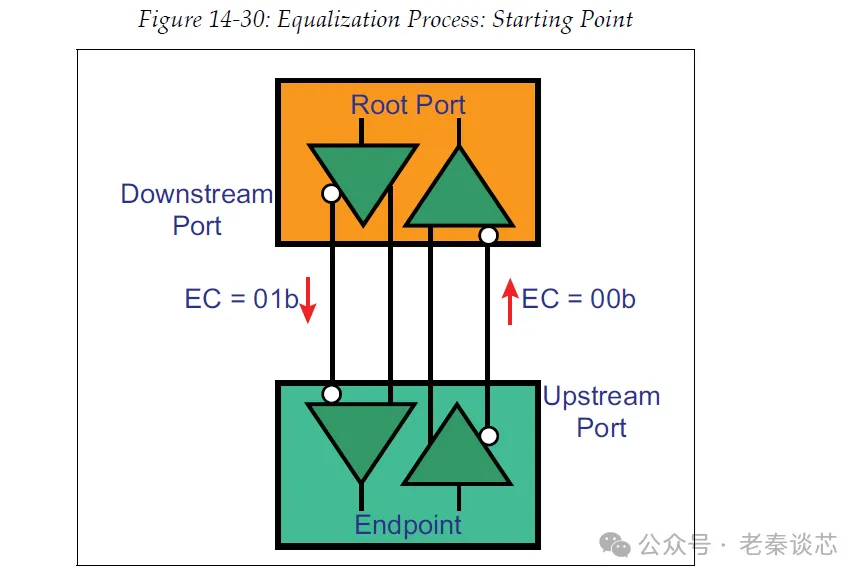 Figure 14-30: Equalization Process: Starting Point
Root Port
Downstream
Port
EC = 01b
EC = 00b
Upstream
Port
Endpoint
公众号 · 老秦谈芯